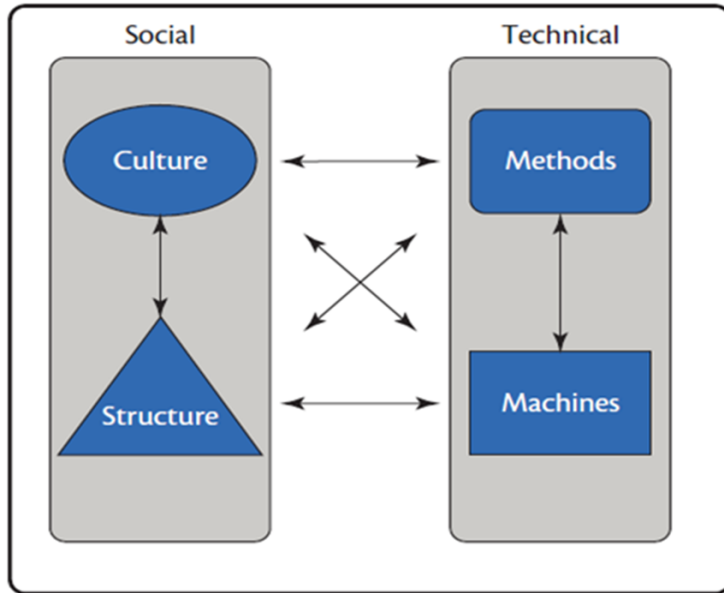 Social
Technical
Culture
Methods
Structure
Machines